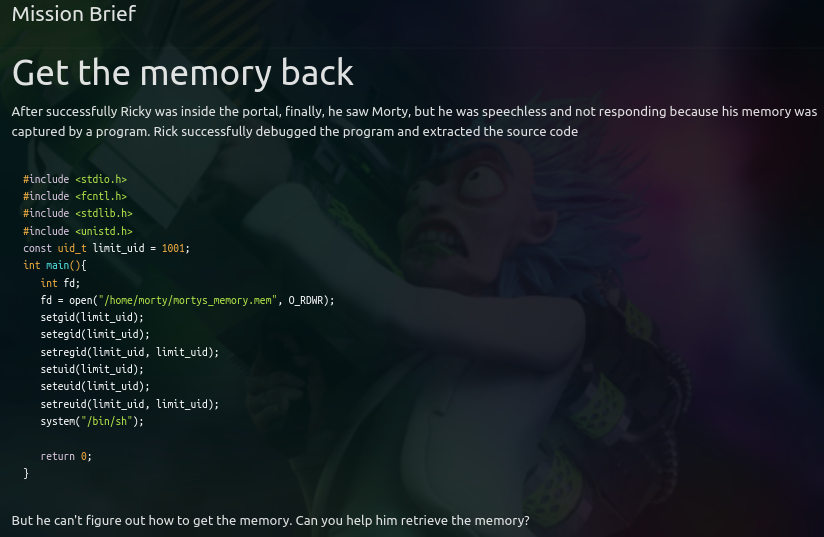 Mission Brief
Get the memory back
After successfully Ricky was inside the portal, finally, he saw Morty, but he was speechless and not responding because his memory was
captured by a program. Rick successfully debugged the program and extracted the source code
#include <stdio.h>
#include <fcntl.h>
#include <stdlib.h>
#include <unistd.h>
const uid_t limit_uid = 1001;
int main(){
   int fd;
   fd = open("/home/morty/mortys_memory.mem", O_RDWR);
   setgid(limit_uid);
   setegid(limit_uid);
   setregid(limit_uid, limit_uid);
   setuid(limit_uid);
   seteuid(limit_uid);
   setreuid(limit_uid, limit_uid);
   system("/bin/sh");
   return 0;
}
But he can't figure out how to get the memory. Can you help him retrieve the memory?